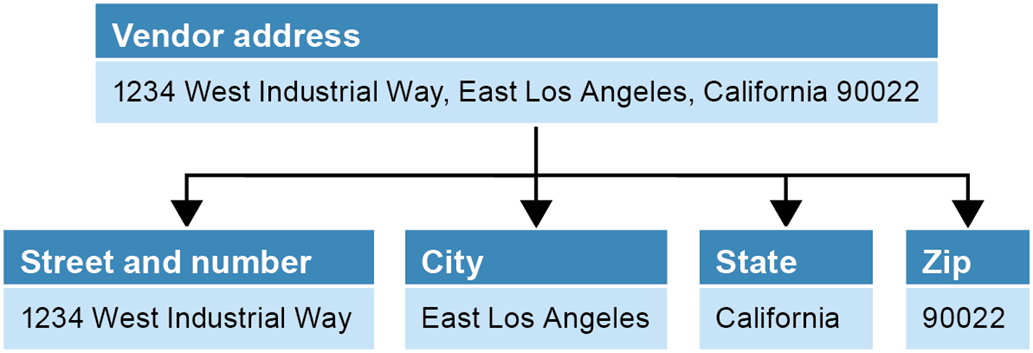 Vendor address
1234 West Industrial Way, East Los Angeles, California 90022
Street and number
1234 West Industrial Way
City
East Los Angeles
State
California
Zip
90022